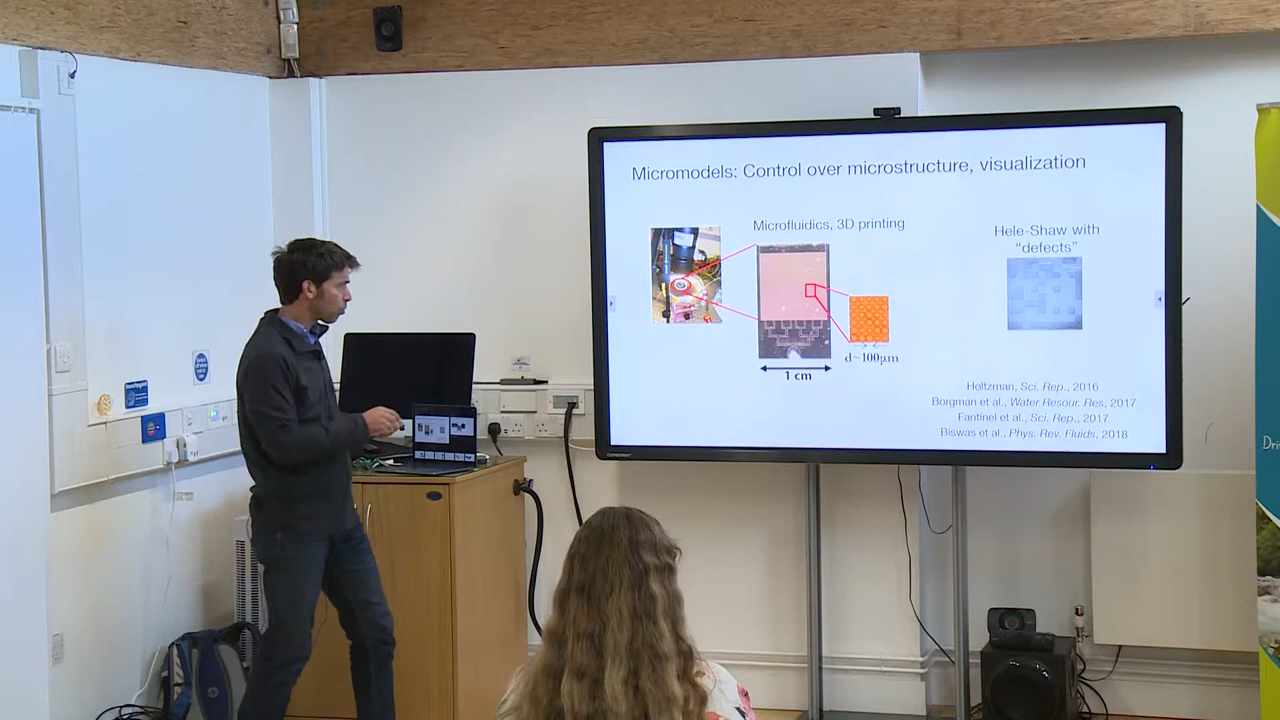 Micromodels: Control over microstructure, visualization
Microfluidics, 3D printing
Hele-Shaw with
“defects”
d~100μm
1 cm
Holtzman, Sci. Rep., 2016
Borgman et al., Water Resour. Res, 2017
Fantinel et al., Sci. Rep., 2017
Biswas et al., Phys. Rev. Fluids, 2018
Dri